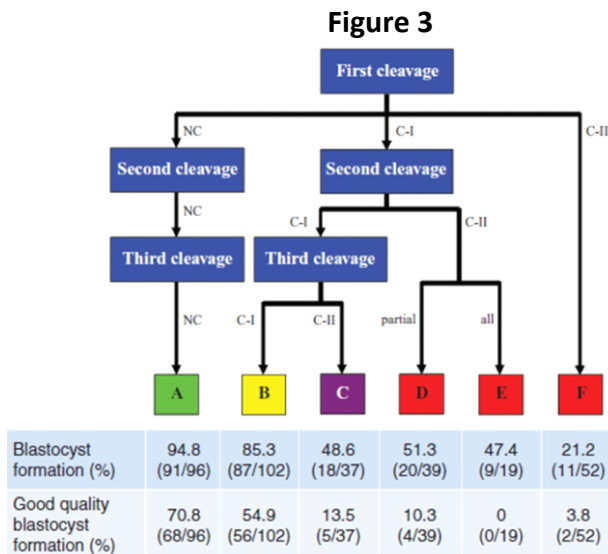 Figure 3
First cleavage
NC
C-I
C-II
Second cleavage
Second cleavage
NC
C-I
C-II
Third cleavage
Third cleavage
NC
C-I
C-II
partial
all
A
B
C
D
E
F
Blastocyst formation (%)
94.8 (91/96)
85.3 (87/102)
48.6 (18/37)
51.3 (20/39)
47.4 (9/19)
21.2 (11/52)
Good quality blastocyst formation (%)
70.8 (68/96)
54.9 (56/102)
13.5 (5/37)
10.3 (4/39)
0 (0/19)
3.8 (2/52)